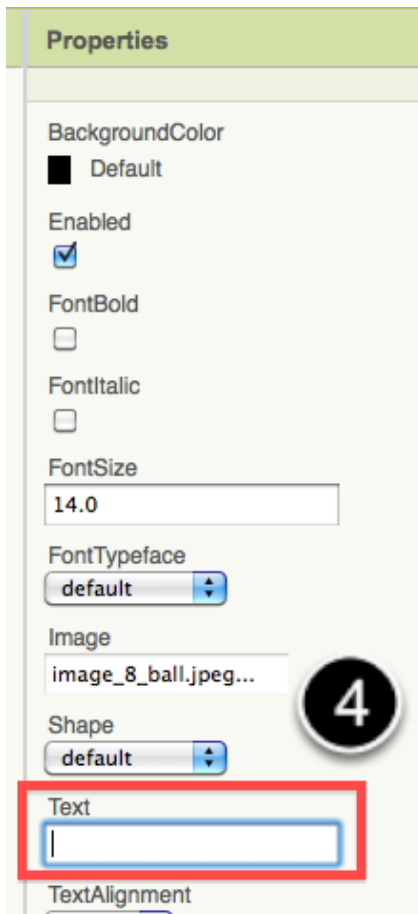 Properties
BackgroundColor
Default
Enabled
FontBold
FontItalic
FontSize
14.0
FontTypeface
default
Image
image_8_ball.jpeg...
4
Shape
default
Text
TextAlignment